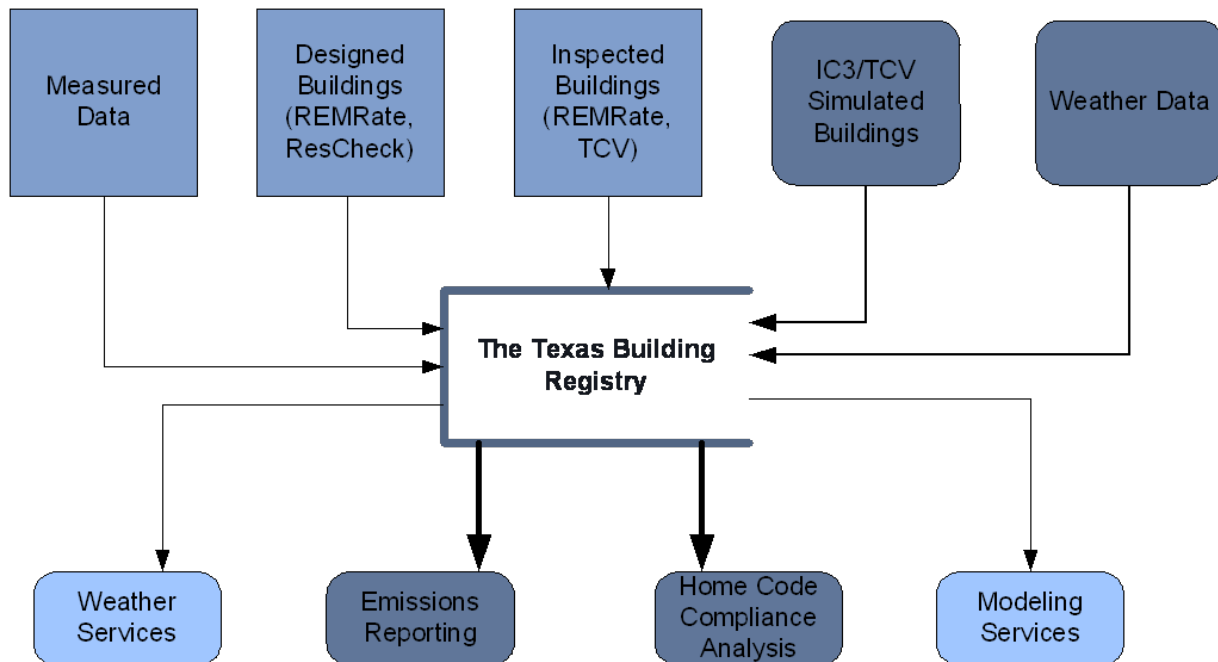 Measured
Data
Designed
Buildings
(REMRate,
ResCheck)
Inspected
Buildings
(REMRate,
TCV)
IC3/TCV
Simulated
Buildings
Weather Data
The Texas Building
Registry
Weather
Services
Emissions
Reporting
Home Code
Compliance
Analysis
Modeling
Services